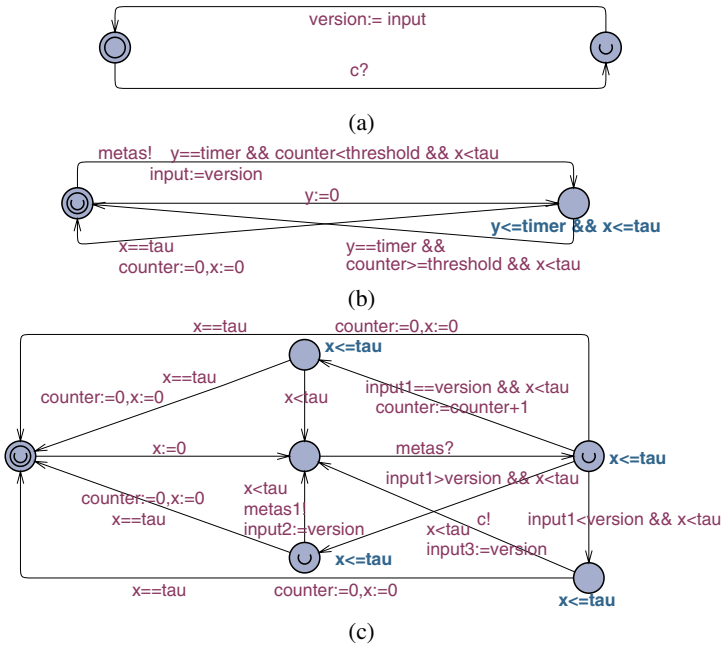 version:= input
c?
(a)
metas! y==timer && counter<threshold && x<tau
input:=version
y:=0
y<=timer && x<=tau
x==tau
counter:=0,x:=0
y==timer &&
counter>=threshold && x<tau
(b)
x==tau counter:=0,x:=0
x<=tau
x==tau
counter:=0,x:=0
x<tau
input1==version && x<tau
counter:=counter+1
x:=0
metas?
x<=tau
input1>version && x<tau
counter:=0,x:=0
x==tau
x<tau
metas1!
input2:=version
x<=tau
c!
x<tau
input3:=version
input1<version && x<tau
x==tau counter:=0,x:=0
x<=tau
(c)